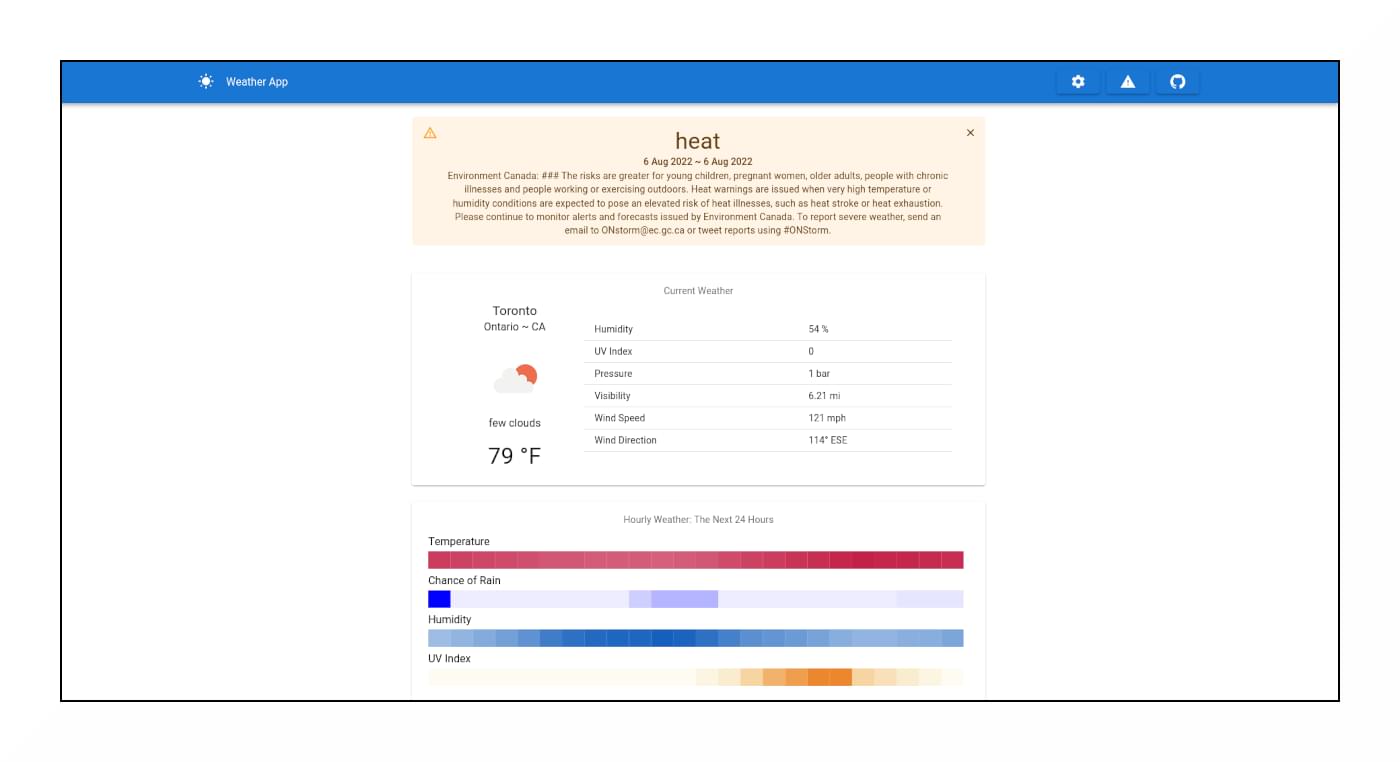 Weather App
heat
6 Aug 2022 ~ 6 Aug 2022
Environment Canada: ### The risks are greater for young children, pregnant women, older adults, people with chronic
illnesses and people working or exercising outdoors. Heat warnings are issued when very high temperature or
humidity conditions are expected to pose an elevated risk of heat illnesses, such as heat stroke or heat exhaustion.
Please continue to monitor alerts and forecasts issued by Environment Canada. To report severe weather, send an
email to ONstorm@ec.gc.ca or tweet reports using #ONStorm.
Current Weather
Toronto
Ontario ~ CA
few clouds
79 °F
Humidity 54 %
UV Index 0
Pressure 1 bar
Visibility 6.21 mi
Wind Speed 121 mph
Wind Direction 114° ESE
Hourly Weather: The Next 24 Hours
Temperature
Chance of Rain
Humidity
UV Index